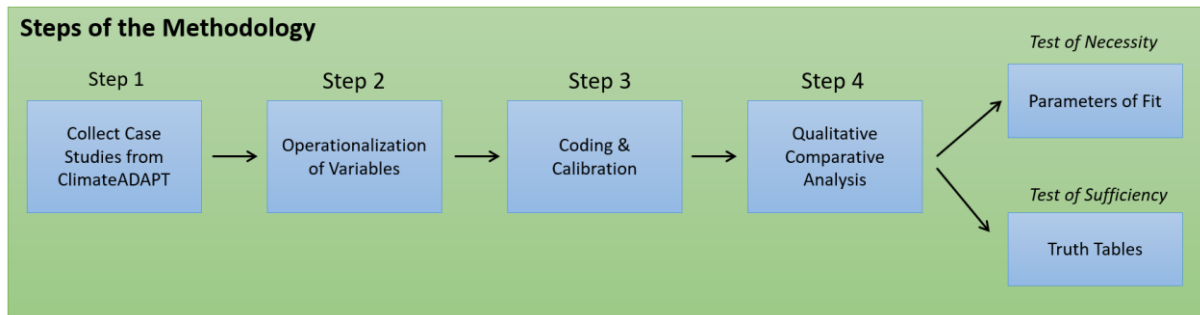 Steps of the Methodology
Step 1
Collect Case
Studies from
ClimateADAPT
Step 2
Operationalization
of Variables
Step 3
Coding &
Calibration
Step 4
Qualitative
Comparative
Analysis
Test of Necessity
Parameters of Fit
Test of Sufficiency
Truth Tables